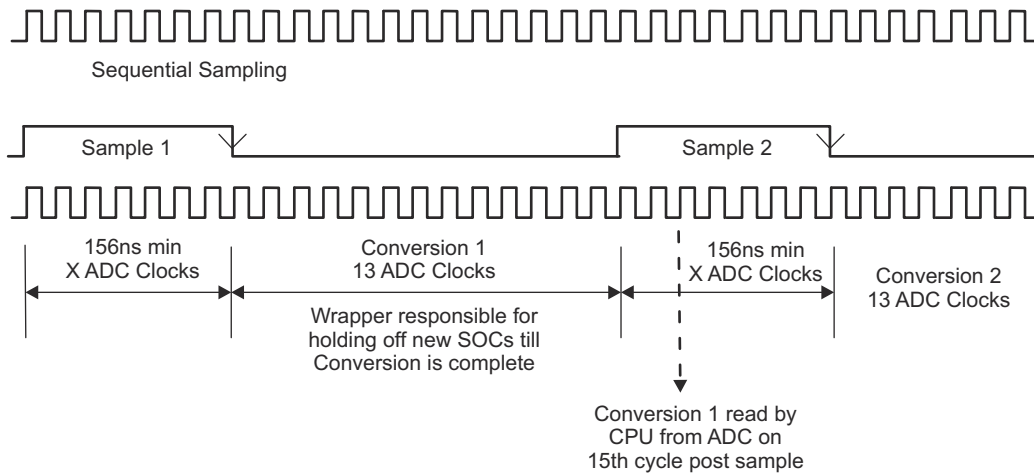 Sequential Sampling
Sample 1
Sample 2
156ns min
X ADC Clocks
Conversion 1
13 ADC Clocks
Wrapper responsible for
holding off new SOCs till
Conversion is complete
156ns min
X ADC Clocks
Conversion 2
13 ADC Clocks
Conversion 1 read by
CPU from ADC on
15th cycle post sample